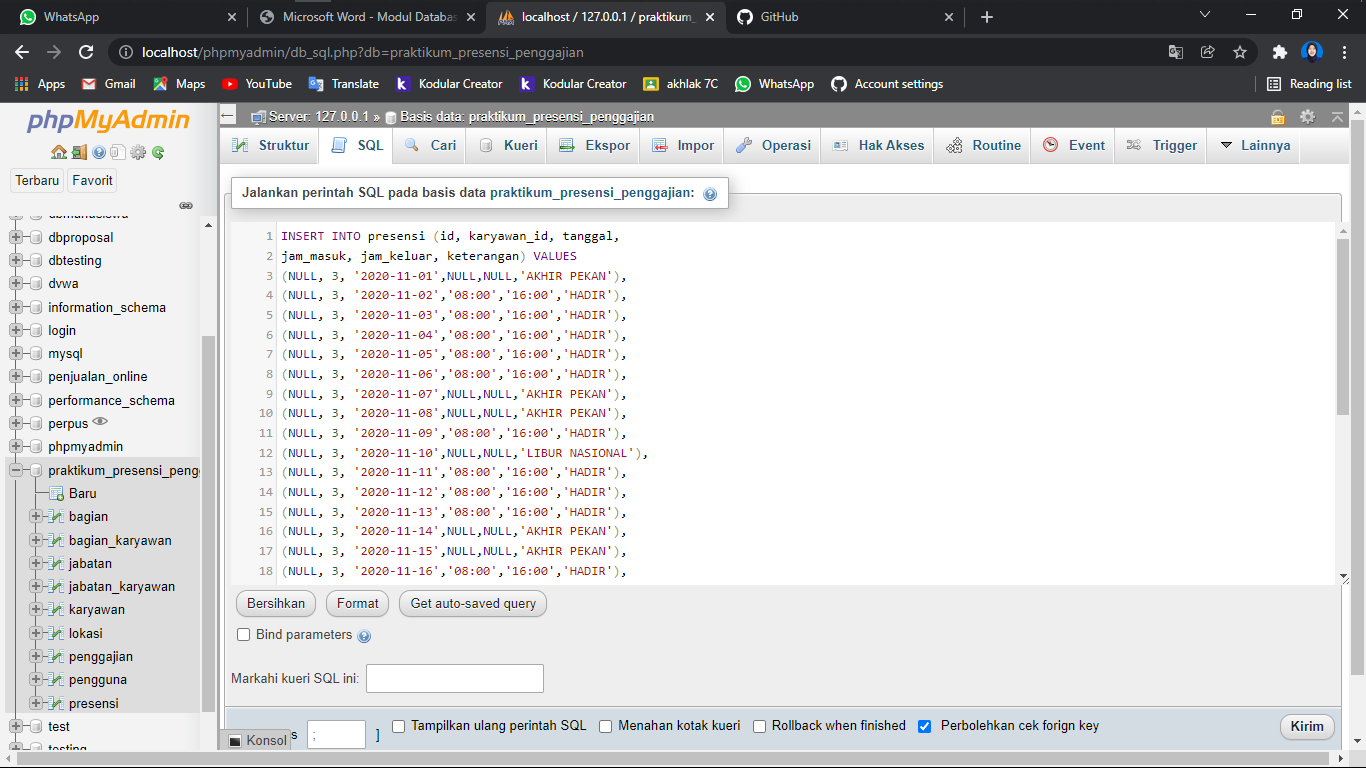 WhatsApp
Microsoft Word - Modul Databas
localhost / 127.0.0.1 / praktikum_
GitHub
localhost/phpmyadmin/db_sql.php?db=praktikum_presensi_penggajian
Apps Gmail Maps YouTube Translate Kodular Creator Kodular Creator akhlak 7C WhatsApp Account settings Reading list
phpMyAdmin
Terbaru Favorit
dbproposal
dbtesting
dvwa
information_schema
login
mysql
penjualan_online
performance_schema
perpus
phpmyadmin
praktikum_presensi_pengg
Baru
bagian
bagian_karyawan
jabatan
jabatan_karyawan
karyawan
lokasi
penggajian
pengguna
presensi
test
testing
Server: 127.0.0.1 » Basis data: praktikum_presensi_penggajian
Struktur SQL Cari Kueri Ekspor Impor Operasi Hak Akses Routine Event Trigger Lainnya
Jalankan perintah SQL pada basis data praktikum_presensi_penggajian:
1 INSERT INTO presensi (id, karyawan_id, tanggal,
2 jam_masuk, jam_keluar, keterangan) VALUES
3 (NULL, 3, '2020-11-01',NULL,NULL,'AKHIR PEKAN'),
4 (NULL, 3, '2020-11-02','08:00','16:00','HADIR'),
5 (NULL, 3, '2020-11-03','08:00','16:00','HADIR'),
6 (NULL, 3, '2020-11-04','08:00','16:00','HADIR'),
7 (NULL, 3, '2020-11-05','08:00','16:00','HADIR'),
8 (NULL, 3, '2020-11-06','08:00','16:00','HADIR'),
9 (NULL, 3, '2020-11-07',NULL,NULL,'AKHIR PEKAN'),
10 (NULL, 3, '2020-11-08',NULL,NULL,'AKHIR PEKAN'),
11 (NULL, 3, '2020-11-09','08:00','16:00','HADIR'),
12 (NULL, 3, '2020-11-10',NULL,NULL,'LIBUR NASIONAL'),
13 (NULL, 3, '2020-11-11','08:00','16:00','HADIR'),
14 (NULL, 3, '2020-11-12','08:00','16:00','HADIR'),
15 (NULL, 3, '2020-11-13','08:00','16:00','HADIR'),
16 (NULL, 3, '2020-11-14',NULL,NULL,'AKHIR PEKAN'),
17 (NULL, 3, '2020-11-15',NULL,NULL,'AKHIR PEKAN'),
18 (NULL, 3, '2020-11-16','08:00','16:00','HADIR'),
Bersihkan Format Get auto-saved query
Bind parameters
Markahi kueri SQL ini:
s ; ] Tampilkan ulang perintah SQL Menahan kotak kueri Rollback when finished Perbolehkan cek forign key Kirim
Konsol